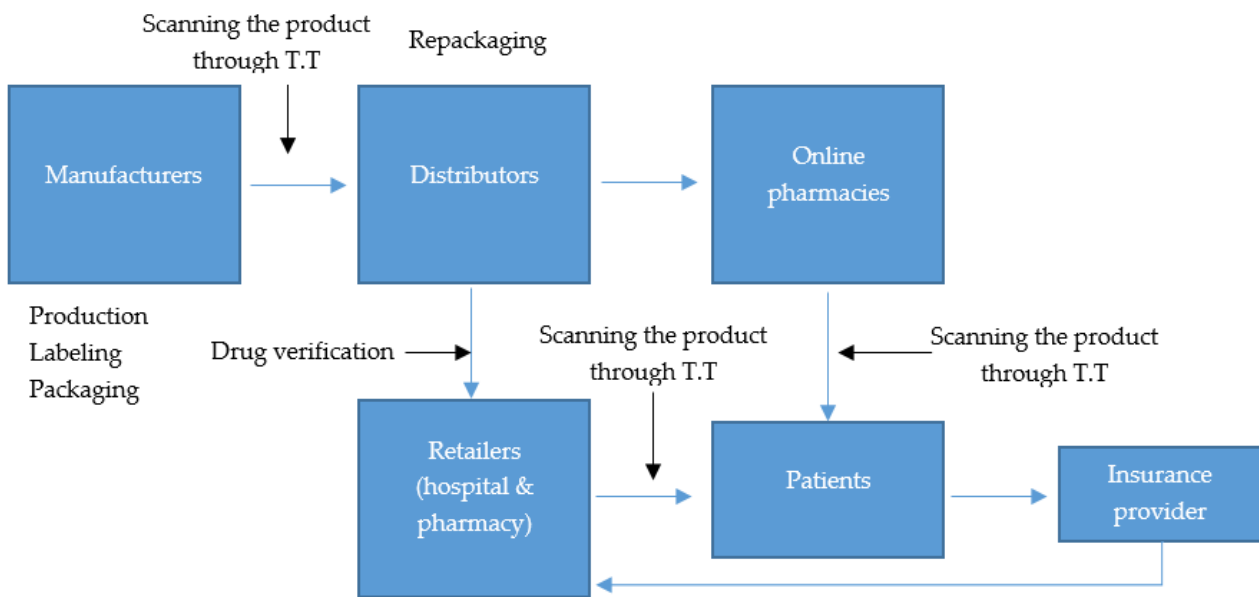 Scanning the product
through T.T
Repackaging
Manufacturers
Distributors
Online
pharmacies
Production
Labeling
Packaging
Drug verification
Scanning the product
through T.T
Scanning the product
through T.T
Retailers
(hospital &
pharmacy)
Patients
Insurance
provider